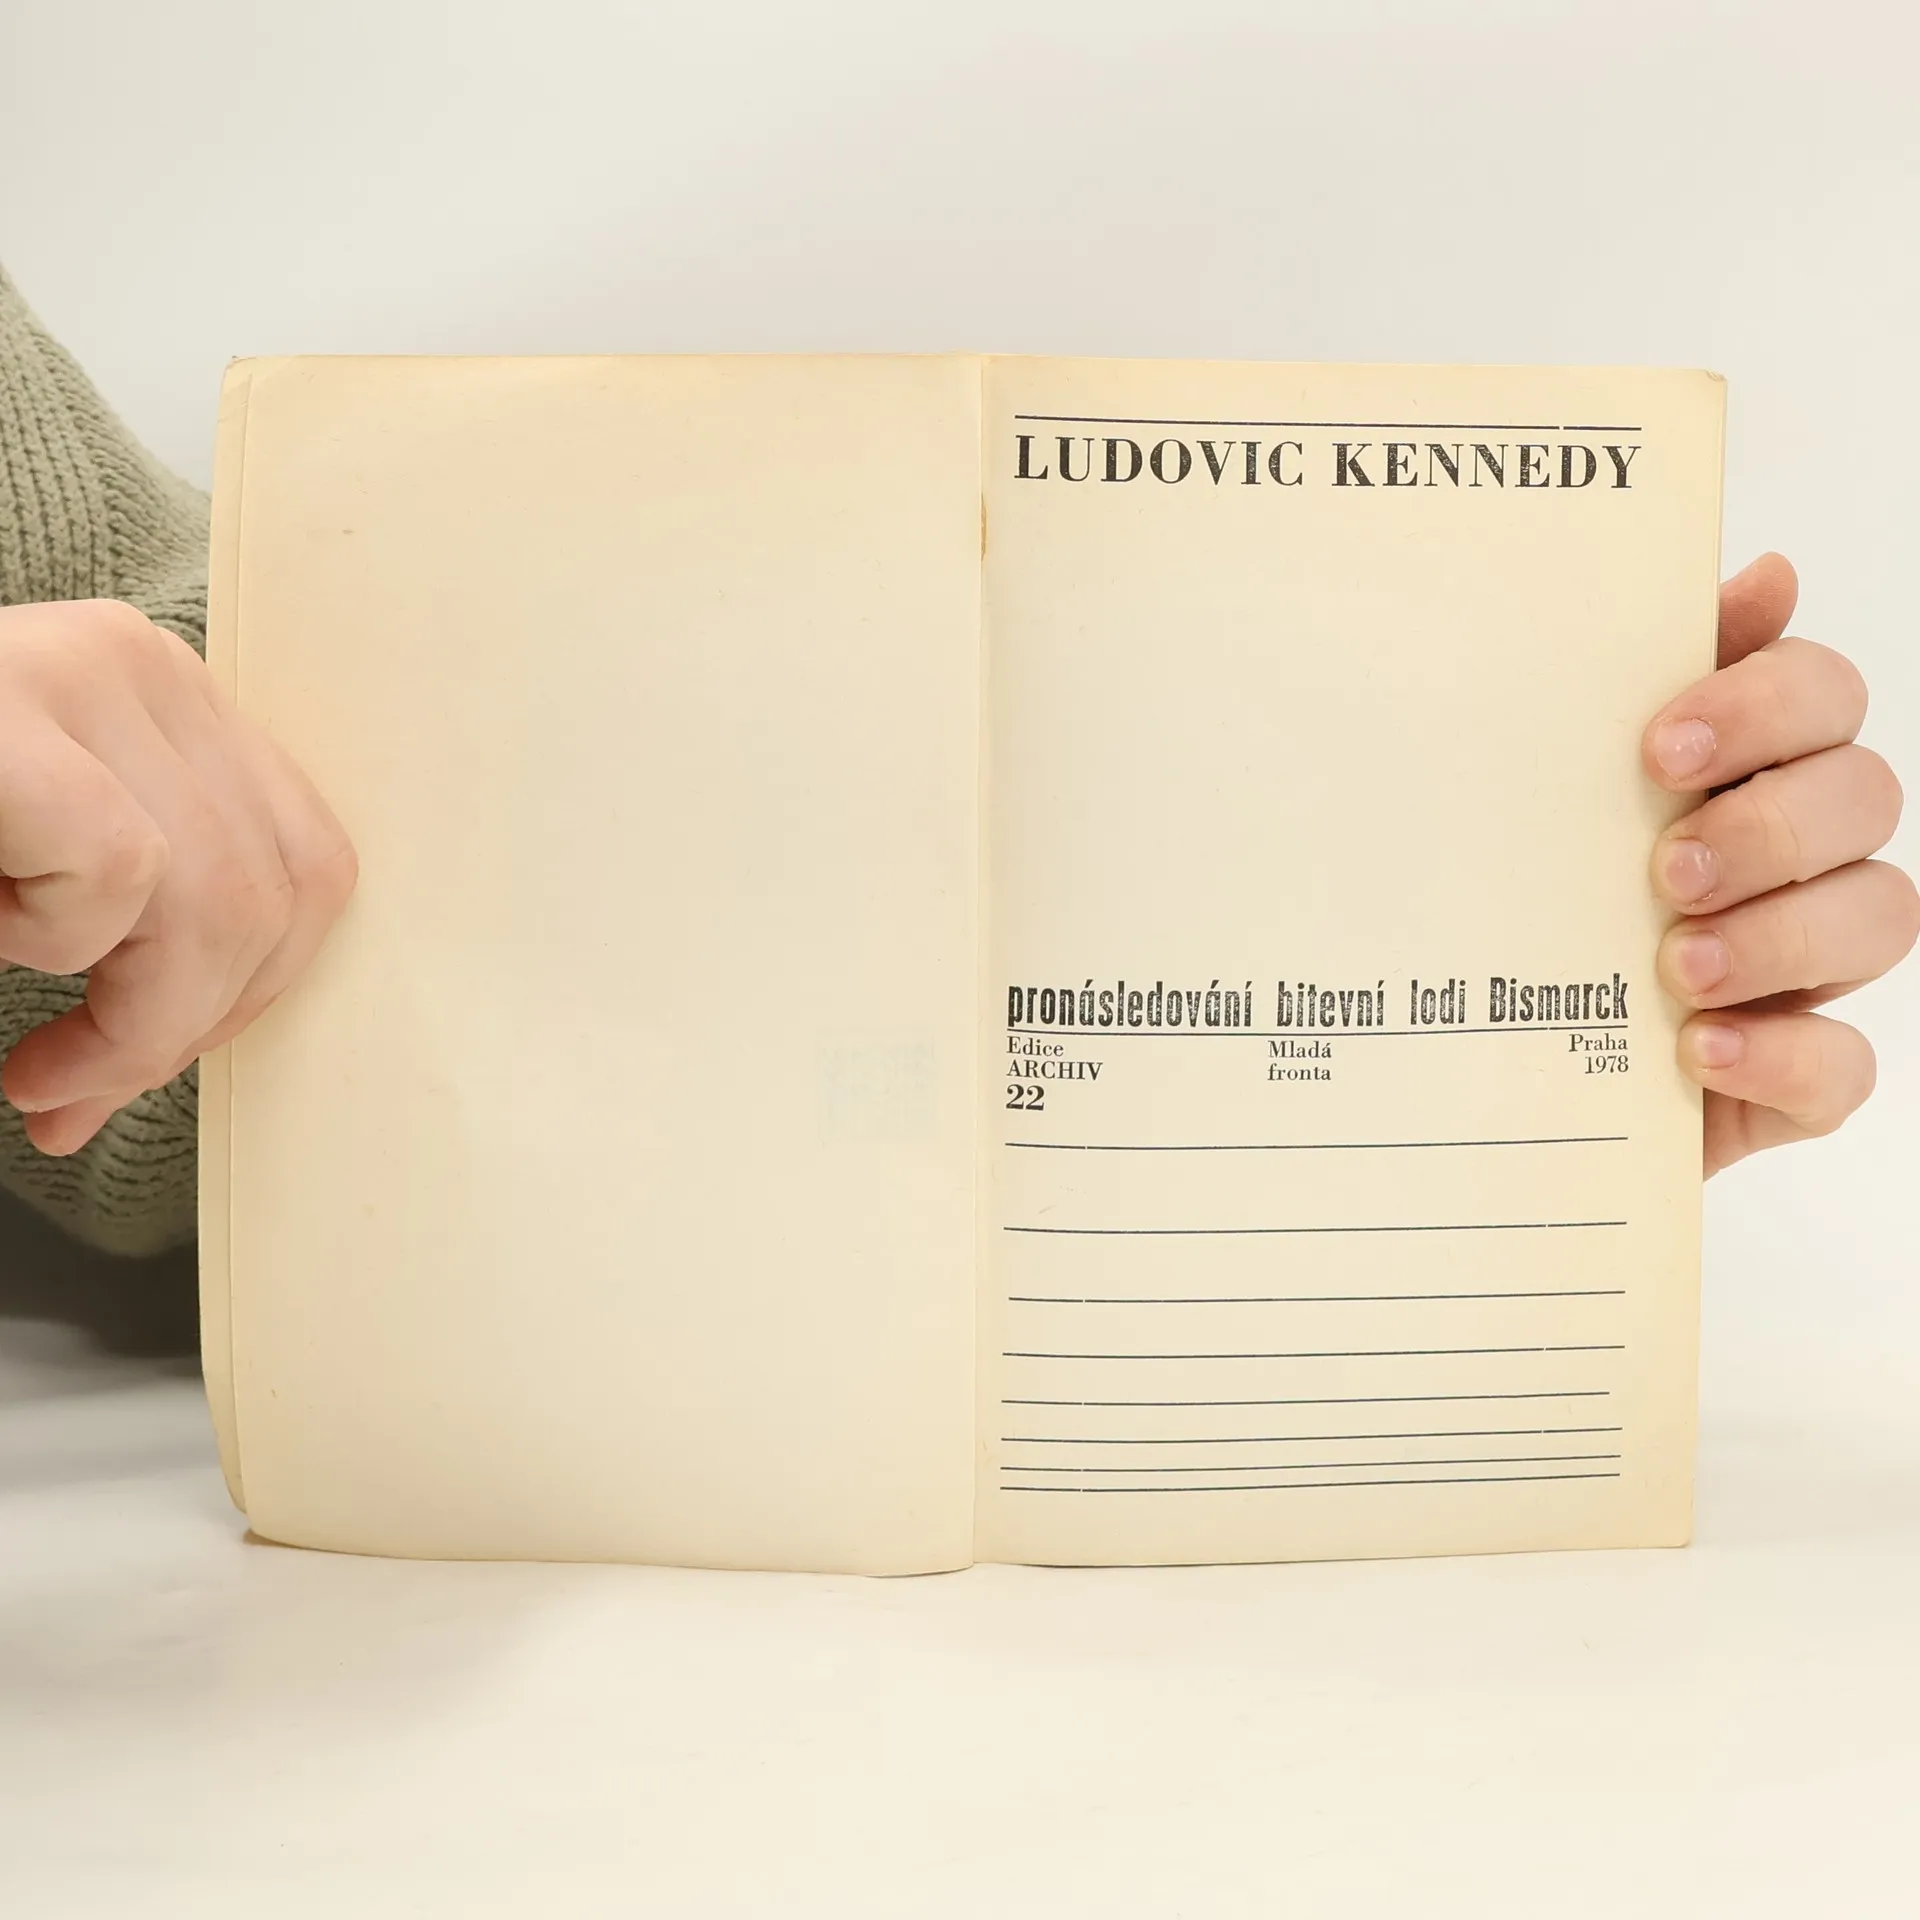 LUDOVIC KENNEDY
pronásledování bitevní lodi Bismarck
Edice
ARCHIV
22
Mladá
fronta
Praha
1978